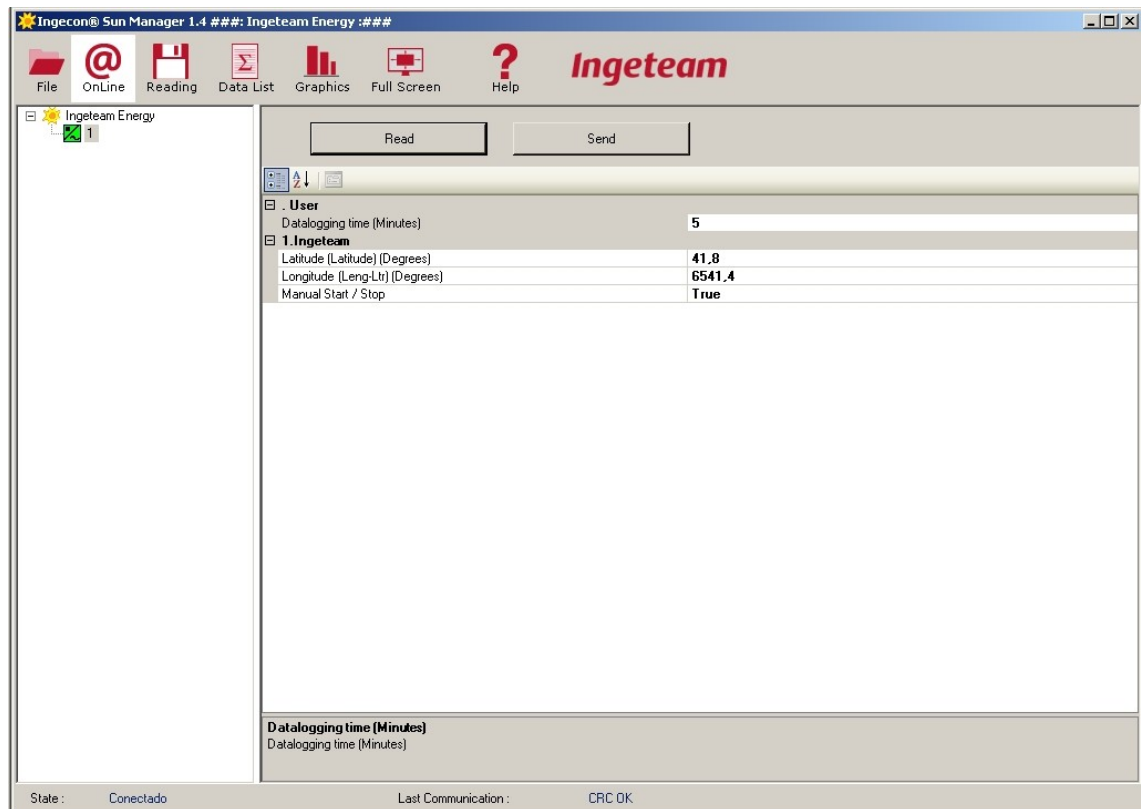 Ingecon® Sun Manager 1.4 ###: Ingeteam Energy :###
File OnLine Reading Data List Graphics Full Screen Help Ingeteam
Ingeteam Energy
1
Read Send
. User
Datalogging time (Minutes) 5
1.Ingeteam
Latitude (Latitude) (Degrees) 41,8
Longitude (Leng-Ltr) (Degrees) 6541,4
Manual Start / Stop True
Datalogging time (Minutes)
Datalogging time (Minutes)
State : Conectado Last Communication : CRC OK